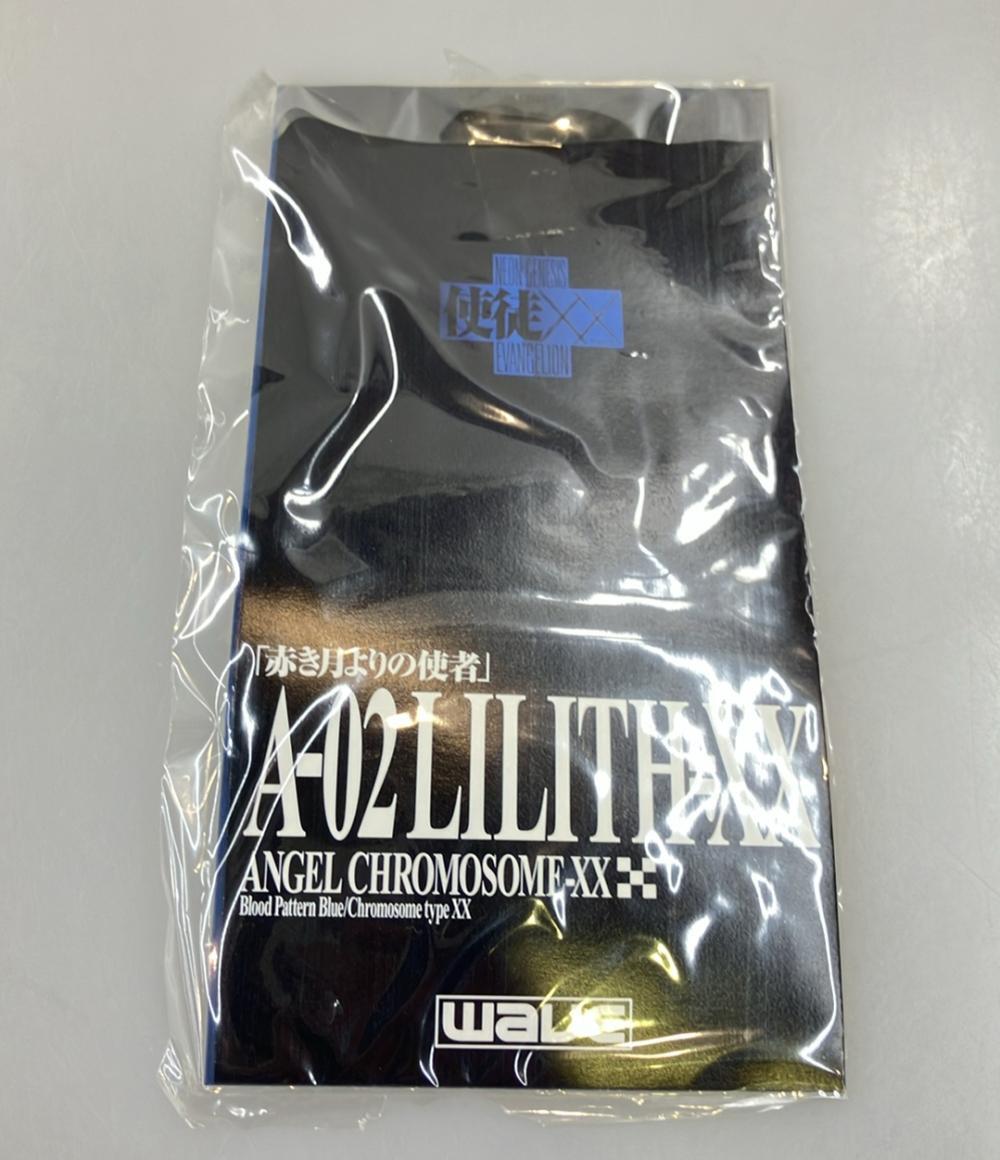 NEON GENESIS
使徒XX
EVANGELION
「赤き月よりの使者」
A-02 LILITH-XX
ANGEL CHROMOSOME-XX
Blood Pattern Blue/Chromosome type XX
wave